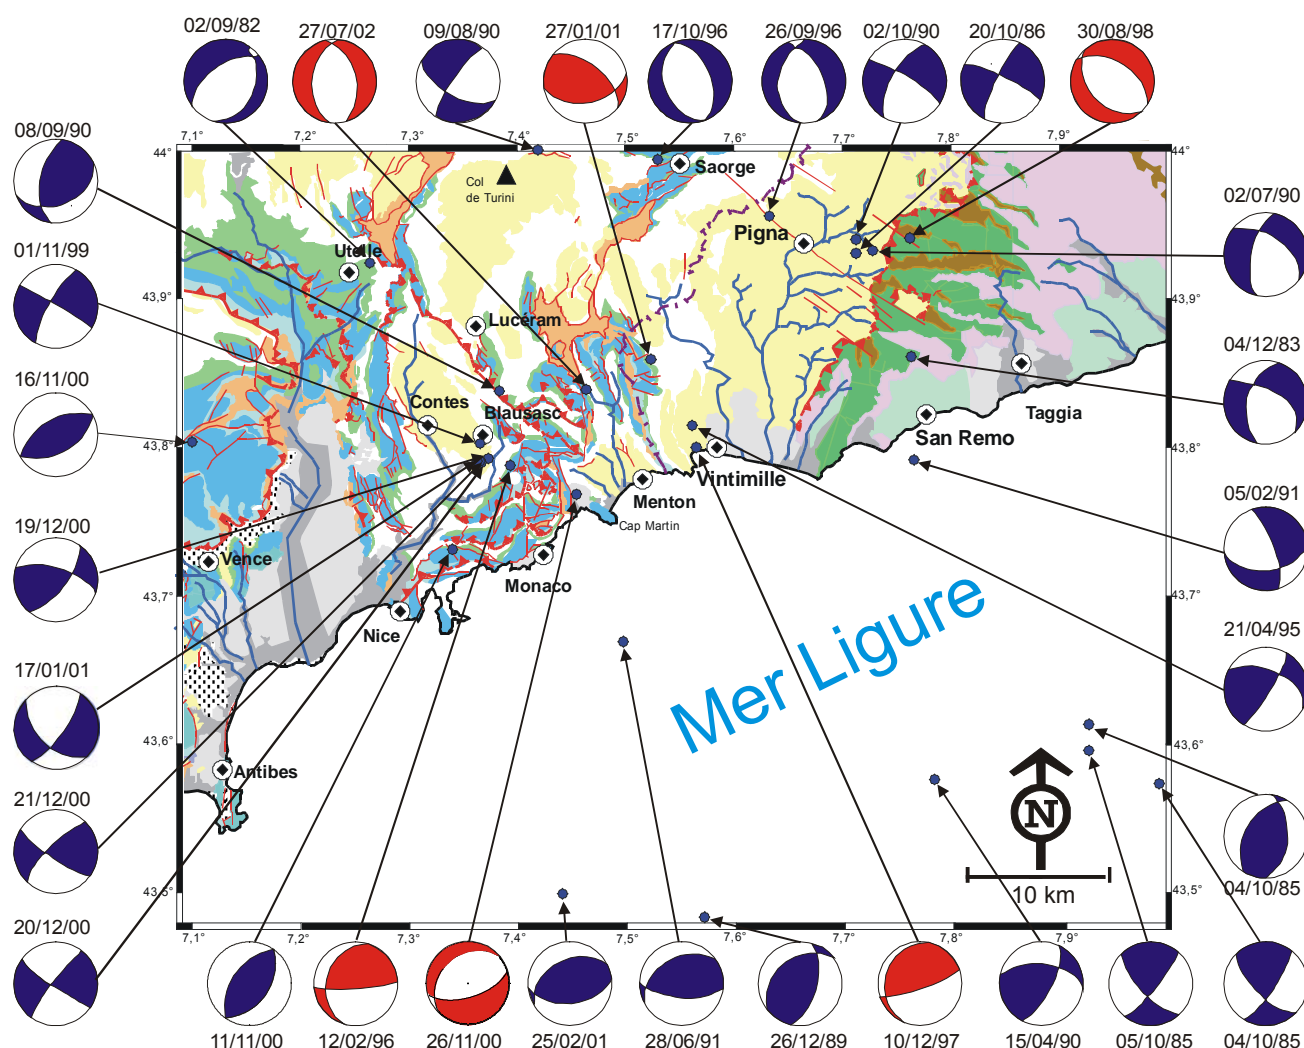 02/09/82 27/07/02 09/08/90 27/01/01 17/10/96 26/09/96 02/10/90 20/10/86 30/08/98
08/09/90
7,1° 7,2° 7,3° 7,4° 7,5° 7,6° 7,7° 7,8° 7,9°
44° 44°
Saorge
Col
de Turini
02/07/90
Pigna
01/11/99
Utelle
43,9° 43,9°
Lucéram
04/12/83
16/11/00
Contes
Blausasc
Taggia
San Remo
43,8° 43,8°
Vintimille
05/02/91
Menton
19/12/00
Cap Martin
Vence
Monaco
43,7° 43,7°
Mer Ligure
Nice
21/04/95
17/01/01
43,6° 43,6°
Antibes
21/12/00
N
10 km
43,5° 43,5°
04/10/85
20/12/00
7,1° 7,2° 7,3° 7,4° 7,5° 7,6° 7,7° 7,8° 7,9°
11/11/00 12/02/96 26/11/00 25/02/01 28/06/91 26/12/89 10/12/97 15/04/90 05/10/85 04/10/85